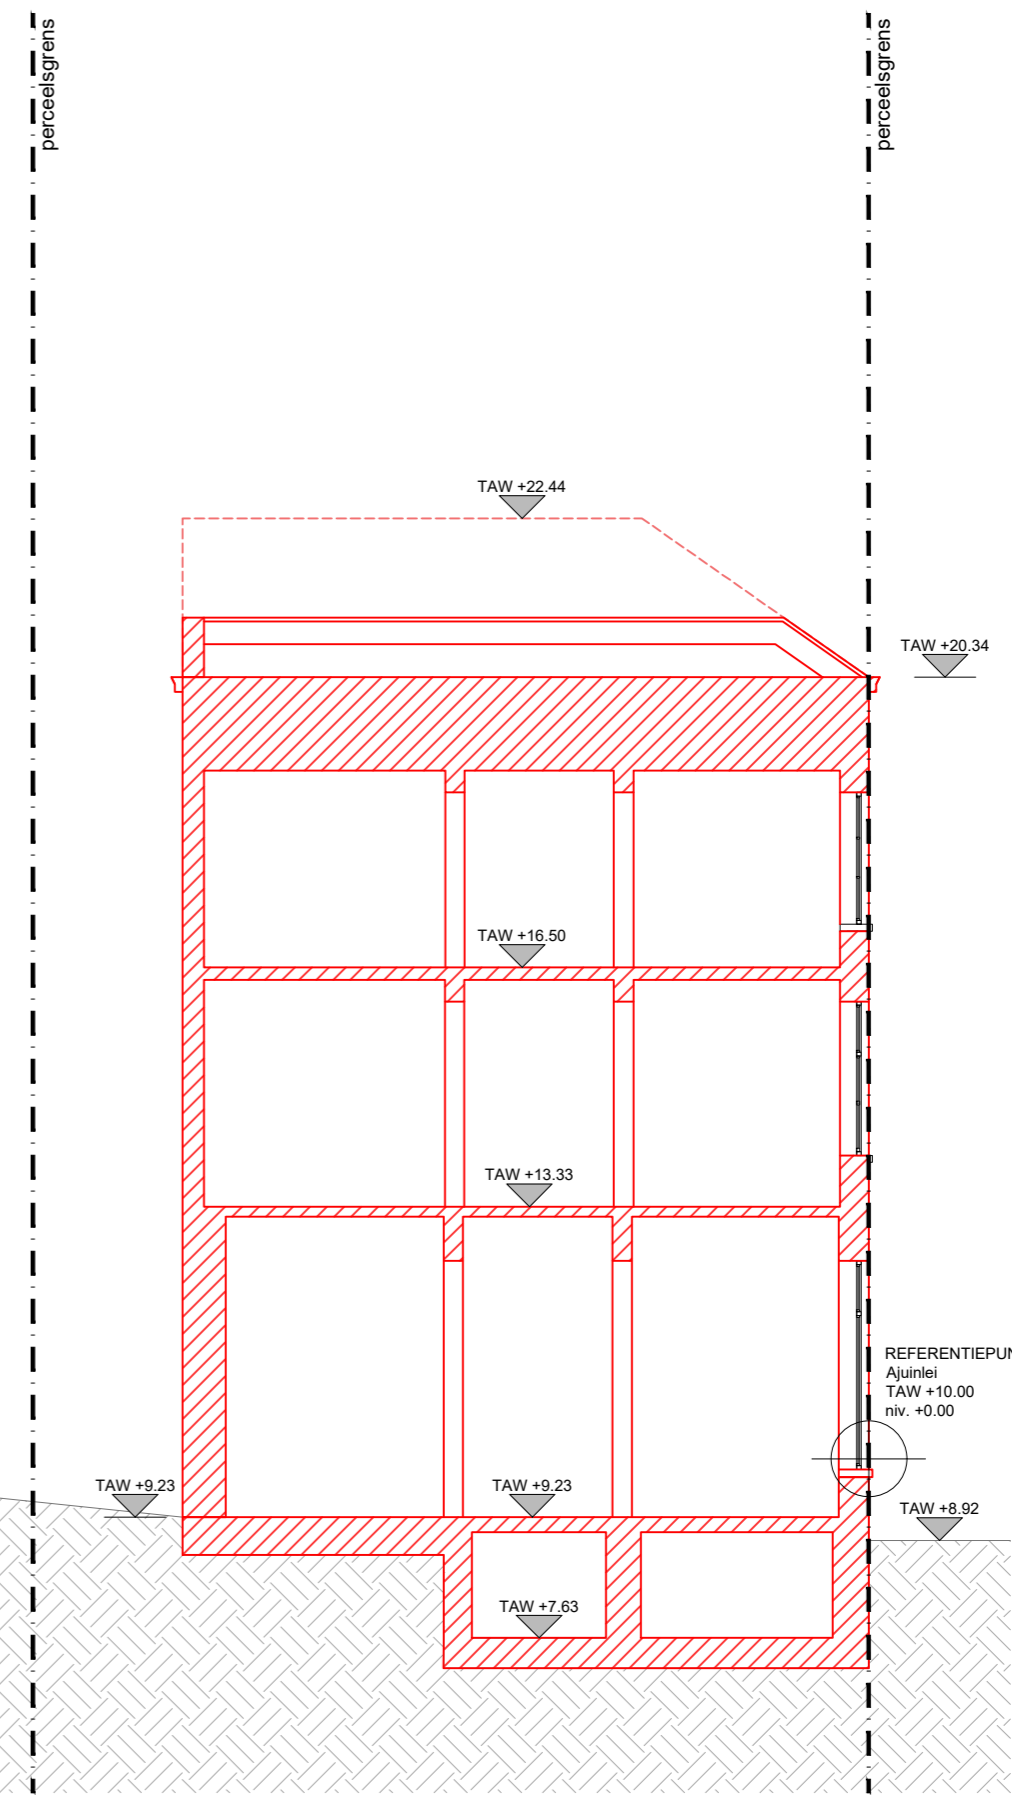 perceelsgrens
perceelsgrens
TAW +22.44
TAW +20.34
TAW +16.50
TAW +13.33
REFERENTIEPUN
Ajuinlei
TAW +10.00
niv. +0.00
TAW +9.23
TAW +9.23
TAW +8.92
TAW +7.63